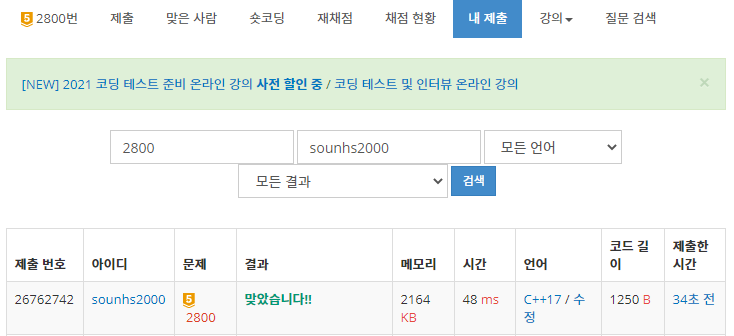 5 2800번 제출 맞은 사람 숏코딩 재채점 채점 현황 내 제출 강의 질문 검색
[NEW] 2021 코딩 테스트 준비 온라인 강의 사전 할인 중 / 코딩 테스트 및 인터뷰 온라인 강의 ×
2800 sounhs2000 모든 언어
모든 결과 검색
제출 번호 아이디 문제 결과 메모리 시간 언어 코드 길
이 제출한
시간
26762742 sounhs2000 5
2800 맞았습니다!! 2164
KB 48 ms C++17 / 수
정 1250 B 34초 전